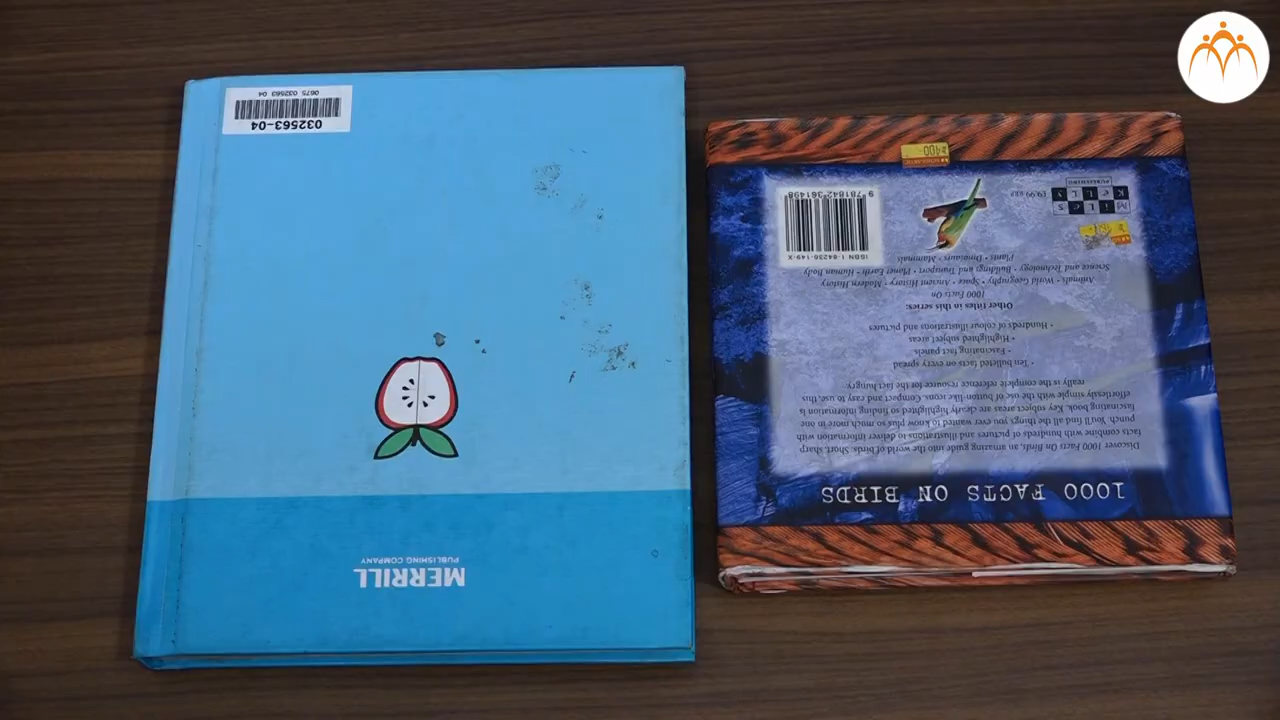 MERRILL
PUBLISHING COMPANY
032563-04
0675 032563 04
1000 FACTS ON BIRDS
Discover 1000 Facts On Birds, an amazing guide into the world of birds. Short, sharp
facts combine with hundreds of pictures and illustrations to deliver information with
punch. You'll find all the things you ever wanted to know plus so much more in one
fascinating book. Key subject areas are clearly highlighted so finding information is
effortlessly simple with the use of button-like icons. Compact and easy to use, this
really is the complete reference resource for the fact hungry.
• Ten bulleted facts on every spread
• Fascinating fact panels
• Highlighted subject areas
• Hundreds of colour illustrations and pictures
Other titles in this series:
1000 Facts On
Animals • World Geography • Space • Ancient History • Modern History
Science and Technology • Buildings and Transport • Planet Earth • Human Body
Plants • Dinosaurs • Mammals
MILES
KELLY
PUBLISHING
£9.99 RRP
ISBN 1-84236-149-X
9 781842 361498